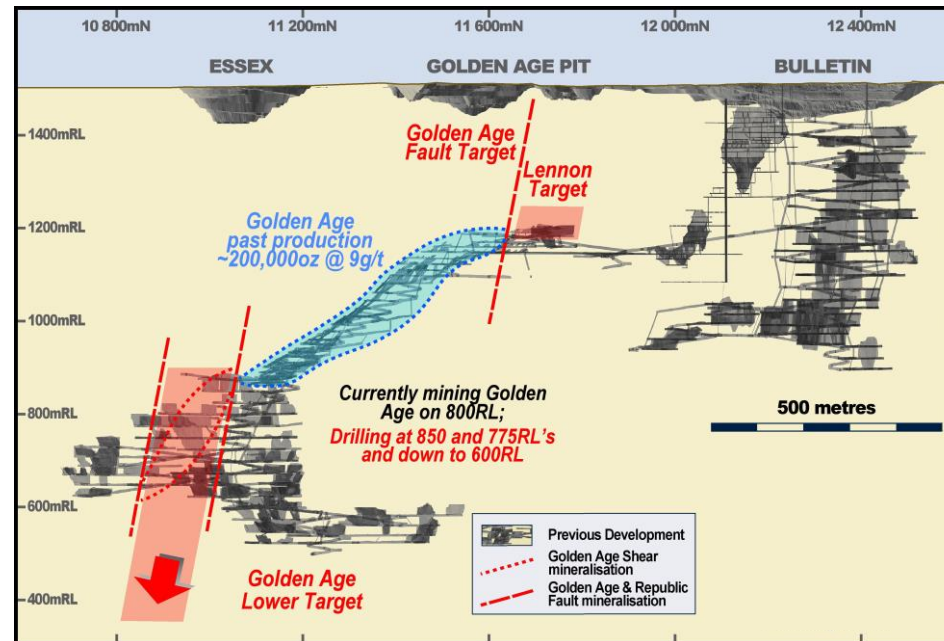 10 800mN 11 200mN 11 600mN 12 000mN 12 400mN
ESSEX GOLDEN AGE PIT BULLETIN
1400mRL
Golden Age
Fault Target
Lennon
Target
1200mRL
Golden Age
past production
~200,000oz @ 9g/t
1000mRL
800mRL
Currently mining Golden
Age on 800RL;
Drilling at 850 and 775RL's
and down to 600RL
500 metres
600mRL
Previous Development
Golden Age Shear
mineralisation
Golden Age & Republic
Fault mineralisation
Golden Age
Lower Target
400mRL